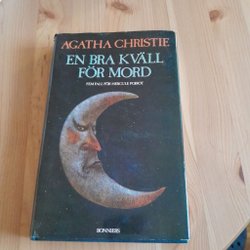 AGATHA CHRISTIE
EN BRA KVÄLL
FÖR MORD
FEM FALL FÖR HERCULE POIROT
BONNIERS